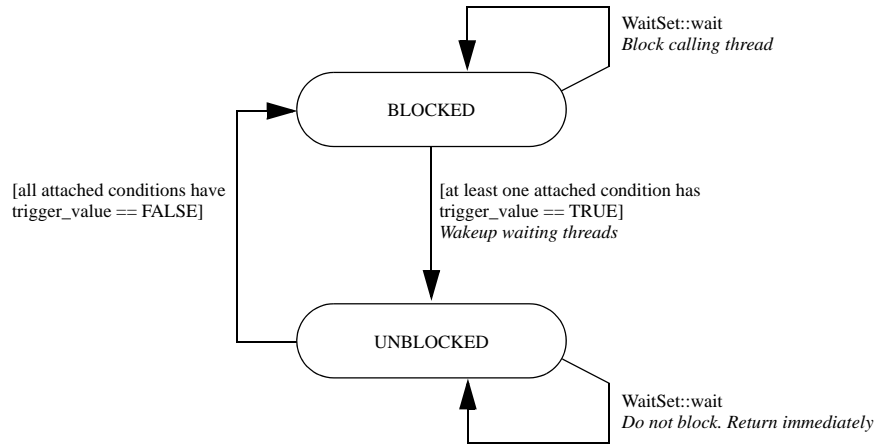 WaitSet::wait
Block calling thread
BLOCKED
[all attached conditions have
trigger_value == FALSE]
[at least one attached condition has
trigger_value == TRUE]
Wakeup waiting threads
UNBLOCKED
WaitSet::wait
Do not block. Return immediately